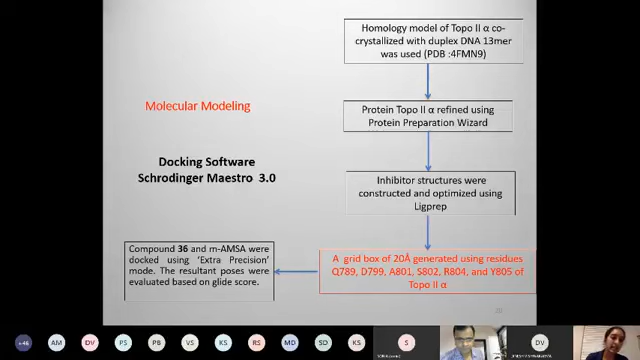 Homology model of Topo II α co-
crystallized with duplex DNA 13mer
was used (PDB :4FMN9)
Molecular Modeling
Protein Topo II α refined using
Protein Preparation Wizard
Docking Software
Schrodinger Maestro 3.0
Inhibitor structures were
constructed and optimized using
Ligprep
A grid box of 20Å generated using residues
Q789, D799, A801, S802, R804, and Y805 of
Topo II α
Compound 36 and m-AMSA were
docked using 'Extra Precision'
mode. The resultant poses were
evaluated based on glide score.
+46 AM DV PS PB VS KS RS MD SD KS S DV